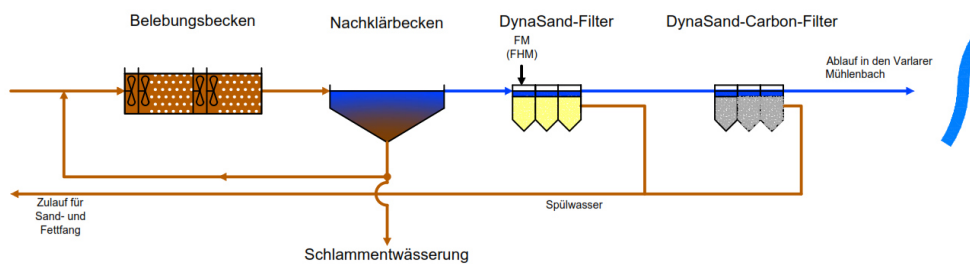 Belebungsbecken
Nachklärbecken
DynaSand-Filter
DynaSand-Carbon-Filter
FM
(FHM)
Ablauf in den Varlarer
Mühlenbach
Zulauf für
Sand- und
Fettfang
Spülwasser
Schlammentwässerung